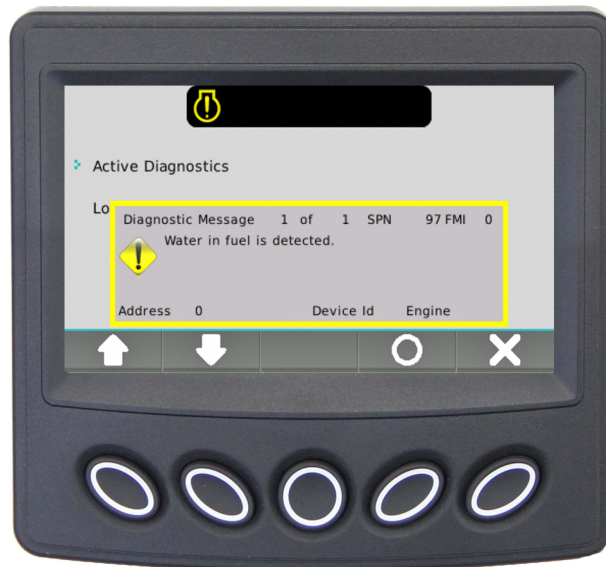 Active Diagnostics
Lo
Diagnostic Message 1 of 1 SPN 97 FMI 0
Water in fuel is detected.
Address 0 Device Id Engine